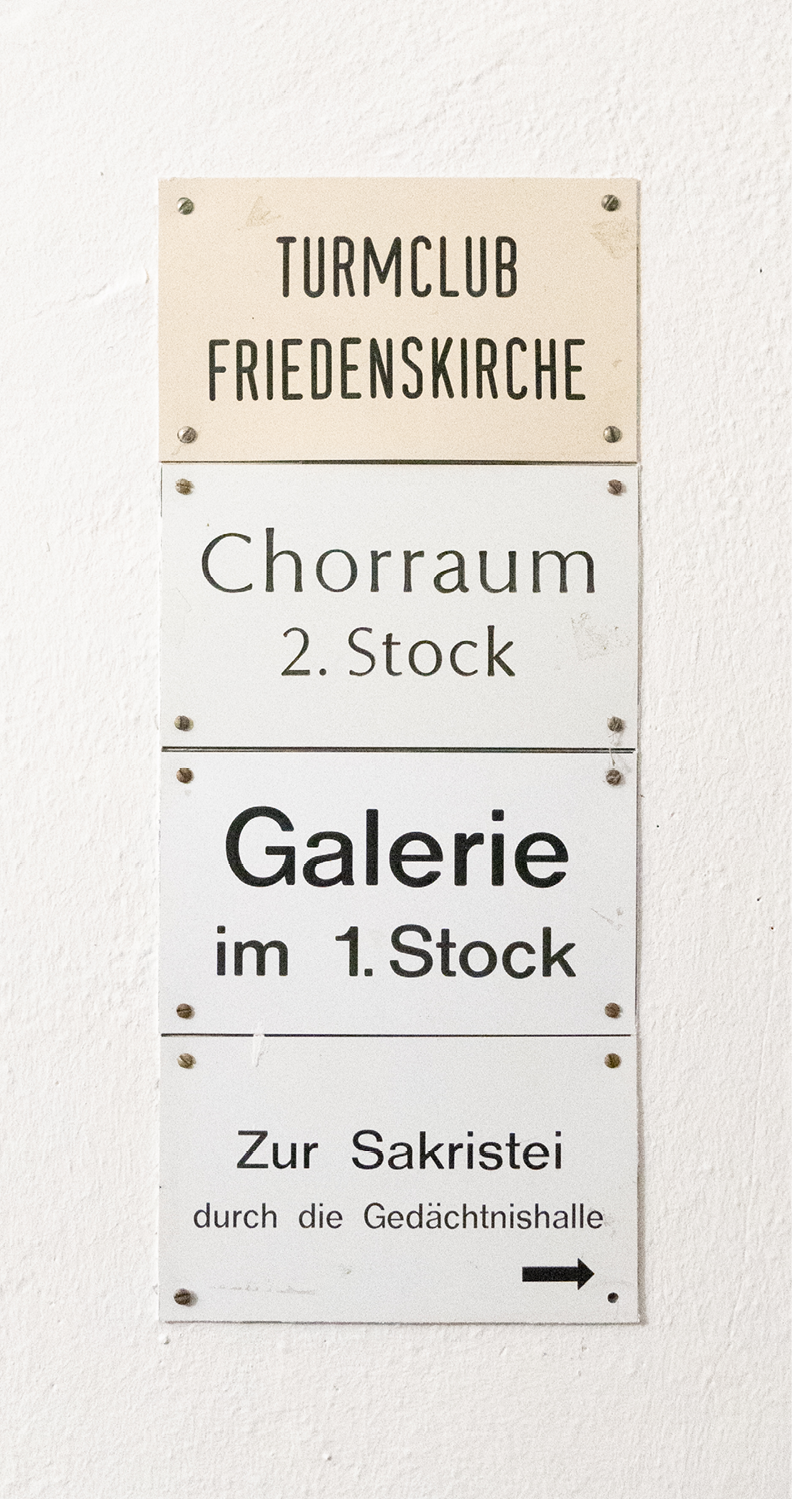 TURMCLUB
FRIEDENSKIRCHE
Chorraum
2. Stock
Galerie
im 1. Stock
Zur Sakristei
durch die Gedächtnishalle